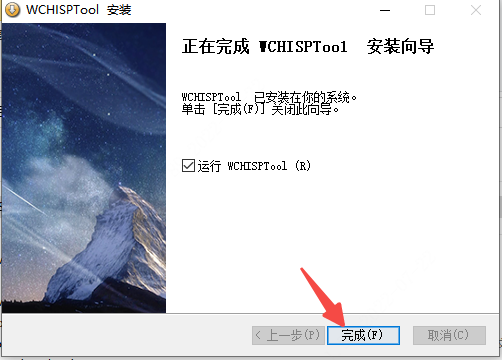 WCHISPTool 安装
正在完成 WCHISPTool 安装向导
WCHISPTool 已安装在你的系统。
单击 [完成(F)] 关闭此向导。
运行 WCHISPTool (R)
< 上一步(P)
完成(F)
取消(C)